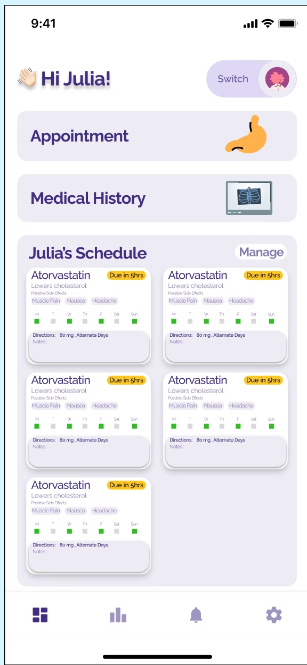 9:41
Hi Julia!
Switch
Appointment
Medical History
Julia's Schedule
Manage
Atorvastatin Due in 5hrs
Lowers cholesterol
Possible Side Effects
Muscle Pain Nausea Headache
M T W Th F Sat Sun
Directions: 80 mg , Alternate Days
Notes:
Atorvastatin Due in 5hrs
Lowers cholesterol
Possible Side Effects
Muscle Pain Nausea Headache
M T W Th F Sat Sun
Directions: 80 mg , Alternate Days
Notes:
Atorvastatin Due in 5hrs
Lowers cholesterol
Possible Side Effects
Muscle Pain Nausea Headache
M T W Th F Sat Sun
Directions: 80 mg , Alternate Days
Notes:
Atorvastatin Due in 5hrs
Lowers cholesterol
Possible Side Effects
Muscle Pain Nausea Headache
M T W Th F Sat Sun
Directions: 80 mg , Alternate Days
Notes:
Atorvastatin Due in 5hrs
Lowers cholesterol
Possible Side Effects
Muscle Pain Nausea Headache
M T W Th F Sat Sun
Directions: 80 mg , Alternate Days
Notes: